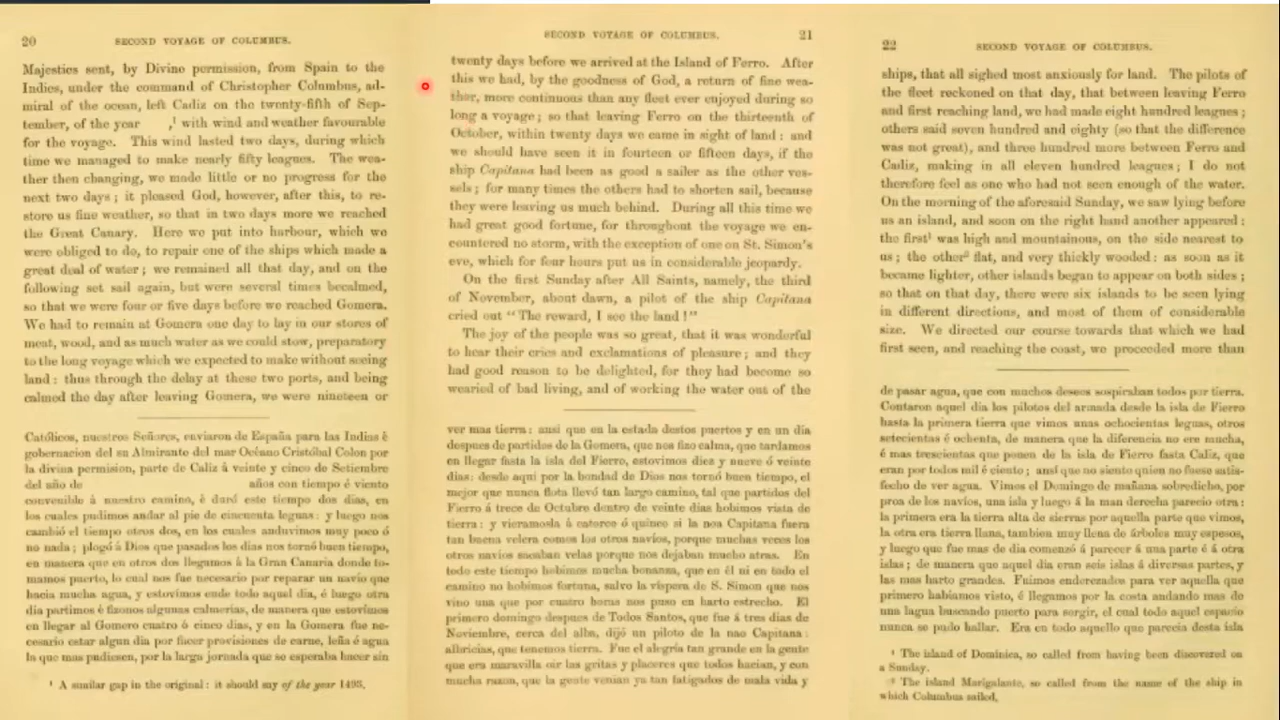 20
SECOND VOYAGE OF COLUMBUS.
Majesties sent, by Divino permission, from Spain to the
Indies, under the command of Christopher Columbus, ad-
miral of the ocean, left Cadiz on the twenty-fifth of Sep-
tember, of the year ,¹ with wind and weather favourable
for the voyage. This wind lasted two days, during which
time we managed to make nearly fifty leagues. The wea-
ther then changing, we made little or no progress for the
next two days; it pleased God, however, after this, to re-
store us fine weather, so that in two days more we reached
the Great Canary. Here we put into harbour, which we
were obliged to do, to repair one of the ships which made a
great deal of water; we remained all that day, and on the
following set sail again, but were several times becalmed,
so that we were four or five days before we reached Gomera.
We had to remain at Gomera one day to lay in our stores of
meat, wood, and as much water as we could stow, preparatory
to the long voyage which we expected to make without seeing
land: thus through the delay at these two ports, and being
calmed the day after leaving Gomera, we were nineteen or
Católicos, nuestros Señores, enviaron de España para las Indias è
gobernacion del su Almirante del mar Océano Cristóbal Colon por
la divina permision, parte de Caliz à veinte y cinco de Setiembre
del año de años con tiempo é viento
convenible á nuestro camino, é duró este tiempo dos dias, en
los cuales pudimos andar al pie de cincuenta leguas: y luego nos
cambió el tiempo otros dos, en los cuales anduvimos muy poco ó
no nada; plogó á Dios que pasados los dias nos tornó buen tiempo,
en manera que en otros dos llegamos á la Gran Canaria donde to-
mamos puerto, lo cual nos fue necesario por reparar un navio que
hacia mucha agua, y estovimos ende todo aquel dia, é luego otro
dia partimos é fizonos algunas calmerias, de manera que estovimos
en llegar al Gomero cuatro ó cinco dias, y en la Gomera fue ne-
cesario estar algun dia por facer provisiones de carne, leña é agua
la que mas pudiesen, por la larga jornada que se esperaba hacer sin
¹ A similar gap in the original: it should say of the year 1493.
SECOND VOYAGE OF COLUMBUS.
21
twenty days before we arrived at the Island of Ferro. After
this we had, by the goodness of God, a return of fine wea-
ther, more continuous than any fleet ever enjoyed during so
long a voyage; so that leaving Ferro on the thirteenth of
October, within twenty days we came in sight of land: and
we should have seen it in fourteen or fifteen days, if the
ship Capitana had been as good a sailer as the other ves-
sels; for many times the others had to shorten sail, because
they were leaving us much behind. During all this time we
had great good fortune, for throughout the voyage we en-
countered no storm, with the exception of one on St. Simon's
eve, which for four hours put us in considerable jeopardy.
On the first Sunday after All Saints, namely, the third
of November, about dawn, a pilot of the ship Capitana
cried out "The reward, I see the land!"
The joy of the people was so great, that it was wonderful
to hear their cries and exclamations of pleasure; and they
had good reason to be delighted, for they had become so
wearied of bad living, and of working the water out of the
ver mas tierra: ansi que en la estada destos puertos y en un dia
despues de partidos de la Gomera, que nos fizo calma, que tardamos
en llegar fasta la isla del Fierro, estovimos diez y nueve ó veinte
dias: desde aqui por la bondad de Dios nos tornó buen tiempo, el
mejor que nunca flota llevó tan largo camino, tal que partidos del
Fierro á trece de Octubre dentro de veinte dias hobimos vista de
tierra: y vieramosla á catorce ó quince si la noa Capitana fuera
tan buena velera comos los otros navios, porque muchas veces los
otros navios sacaban velas porque nos dejaban mucho atras. En
todo este tiempo hobimos mucha bonanza, que en él ni en todo el
camino no hobimos fortuna, salvo la víspera de S. Simon que nos
vino una que por cuatro horas nos puso en harto estrecho. El
primero domingo despues de Todos Santos, que fue á tres dias de
Noviembre, cerca del alba, dijó un piloto de la nao Capitana:
albricias, que tenemos tierra. Fue el alegria tan grande en la gente
que era maravilla oir las gritas y placeres que todos hacian, y con
mucha razon, que la gente venian ya tan fatigados de mala vida y
22
SECOND VOYAGE OF COLUMBUS.
ships, that all sighed most anxiously for land. The pilots of
the fleet reckoned on that day, that between leaving Ferro
and first reaching land, we had made eight hundred leagues;
others said seven hundred and eighty (so that the difference
was not great), and three hundred more between Ferro and
Cadiz, making in all eleven hundred leagues; I do not
therefore feel as one who had not seen enough of the water.
On the morning of the aforesaid Sunday, we saw lying before
us an island, and soon on the right hand another appeared:
the first¹ was high and mountainous, on the side nearest to
us; the other² flat, and very thickly wooded: as soon as it
became lighter, other islands began to appear on both sides;
so that on that day, there were six islands to be seen lying
in different directions, and most of them of considerable
size. We directed our course towards that which we had
first seen, and reaching the coast, we proceeded more than
de pasar agua, que con muchos deseos sospiraban todos por tierra.
Contaron aquel dia los pilotos del armada desde la isla de Fierro
hasta la primera tierra que vimos unas ochocientas leguas, otros
setecientas é ochenta, de manera que la diferencia no ere mucha,
é mas trescientas que ponen de la isla de Fierro fasta Caliz, que
eran por todos mil é ciento; ansi que no siento quien no fuese satis-
fecho de ver agua. Vimos el Domingo de mañana sobredicho, por
proa de los navios, una isla y luego á la man derecha parecio otra:
la primera era la tierra alta de sierras por aquella parte que vimos,
la otra era tierra llana, tambien muy llena de árboles muy espesos,
y luego que fue mas de dia comenzó á parecer á una parte é á otra
islas; de manera que aquel dia eran seis islas á diversas partes, y
las mas harto grandes. Fuimos enderezados para ver aquella que
primero habiamos visto, é llegamos por la costa andando mas de
una lagua buscando puerto para sorgir, el cual todo aquel espacio
nunca se pudo hallar. Era en todo aquello que parecia desta isla
¹ The island of Dominica, so called from having been discovered on
a Sunday.
² The island Marigalante, so called from the name of the ship in
which Columbus sailed.